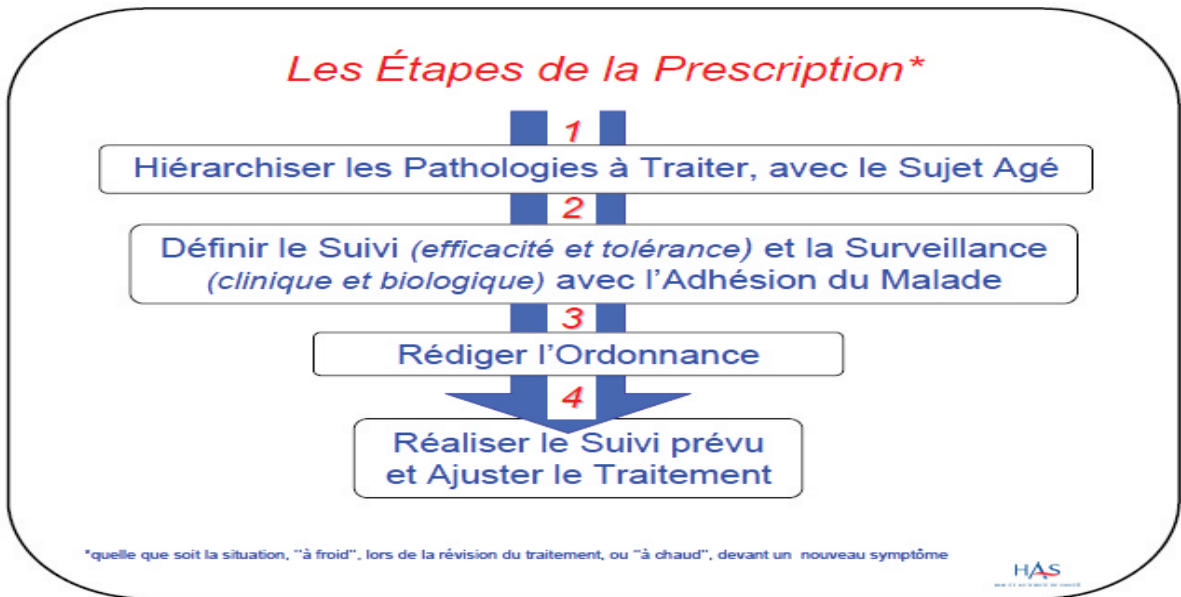 Les Étapes de la Prescription*
1
Hiérarchiser les Pathologies à Traiter, avec le Sujet Agé
2
Définir le Suivi (efficacité et tolérance) et la Surveillance
(clinique et biologique) avec l'Adhésion du Malade
3
Rédiger l'Ordonnance
4
Réaliser le Suivi prévu
et Ajuster le Traitement
*quelle que soit la situation, "à froid", lors de la révision du traitement, ou "à chaud", devant un nouveau symptôme
HAS